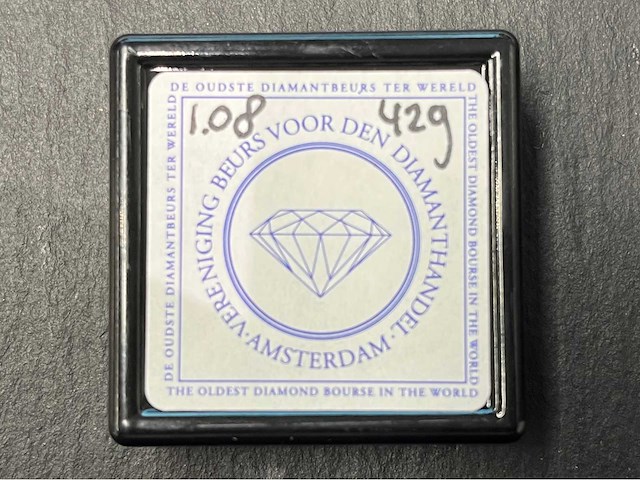 DE OUDSTE DIAMANTBEURS TER WERELD
THE OLDEST DIAMOND BOURSE IN THE WORLD
1.08
429
VERENIGING BEURS VOOR DEN DIAMANTHANDEL
· AMSTERDAM ·
DE OUDSTE DIAMANTBEURS TER WERELD
THE OLDEST DIAMOND BOURSE IN THE WORLD